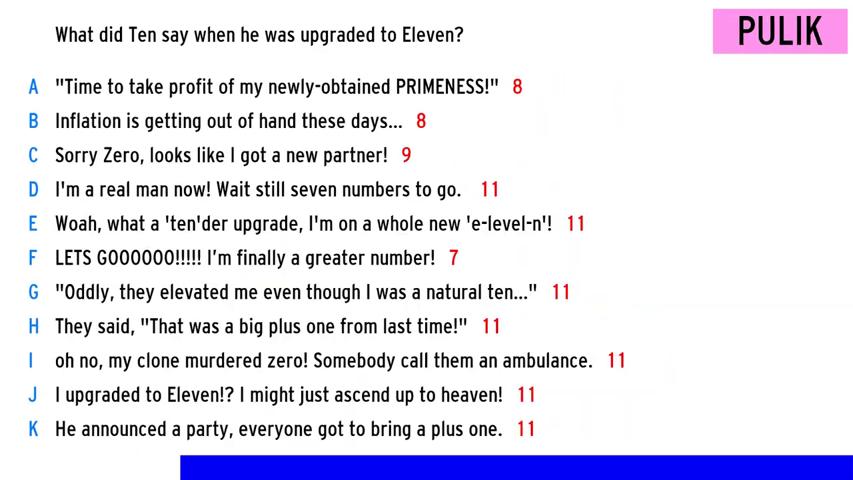 What did Ten say when he was upgraded to Eleven?
PULIK
A "Time to take profit of my newly-obtained PRIMENESS!" 8
B Inflation is getting out of hand these days... 8
C Sorry Zero, looks like I got a new partner! 9
D I'm a real man now! Wait still seven numbers to go. 11
E Woah, what a 'ten'der upgrade, I'm on a whole new 'e-level-n'! 11
F LETS GOOOOOO!!!!! I'm finally a greater number! 7
G "Oddly, they elevated me even though I was a natural ten..." 11
H They said, "That was a big plus one from last time!" 11
I oh no, my clone murdered zero! Somebody call them an ambulance. 11
J I upgraded to Eleven!? I might just ascend up to heaven! 11
K He announced a party, everyone got to bring a plus one. 11